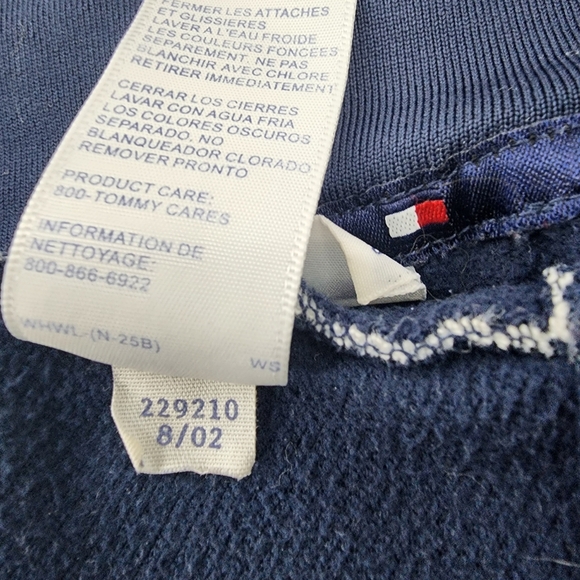 FERMER LES ATTACHES
ET GLISSIERES
LAVER A L'EAU FROIDE
LES COULEURS FONCEES
SEPAREMENT. NE PAS
BLANCHIR AVEC CHLORE
RETIRER IMMEDIATEMENT
CERRAR LOS CIERRES
LAVAR CON AGUA FRIA
LOS COLORES OSCUROS
SEPARADO. NO
BLANQUEADOR CLORADO
REMOVER PRONTO
PRODUCT CARE:
800-TOMMY CARES
INFORMATION DE
NETTOYAGE:
800-866-6922
WHWL-(N-25B)
WS
229210
8/02